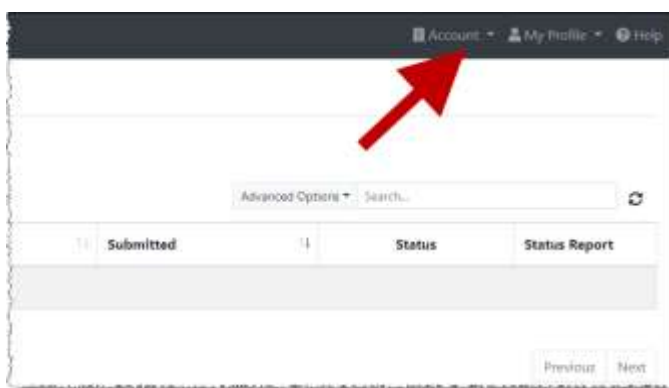 Account My Profile Help
Advanced Options Search...
Submitted Status Status Report
Previous Next